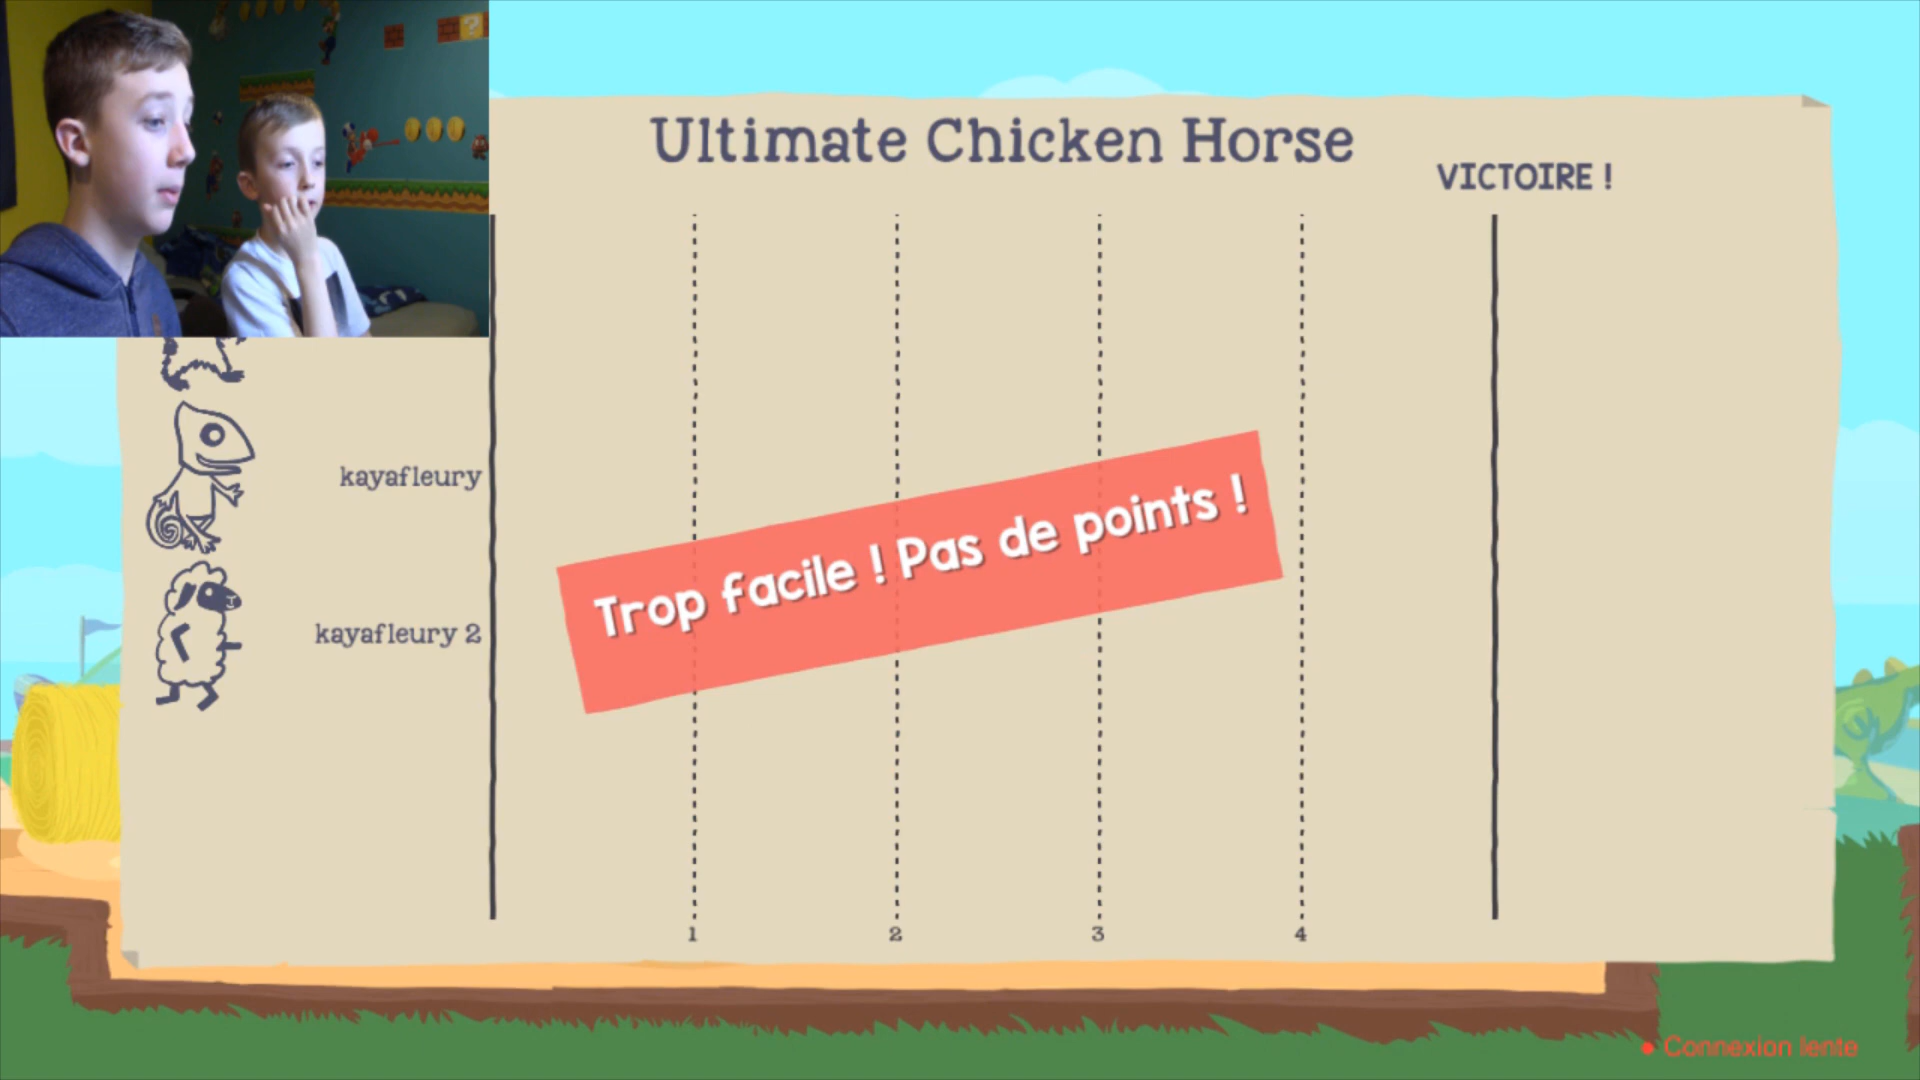 Ultimate Chicken Horse
VICTOIRE !
kayafleury
Trop facile ! Pas de points !
kayafleury 2
1
2
3
4
Connexion lente